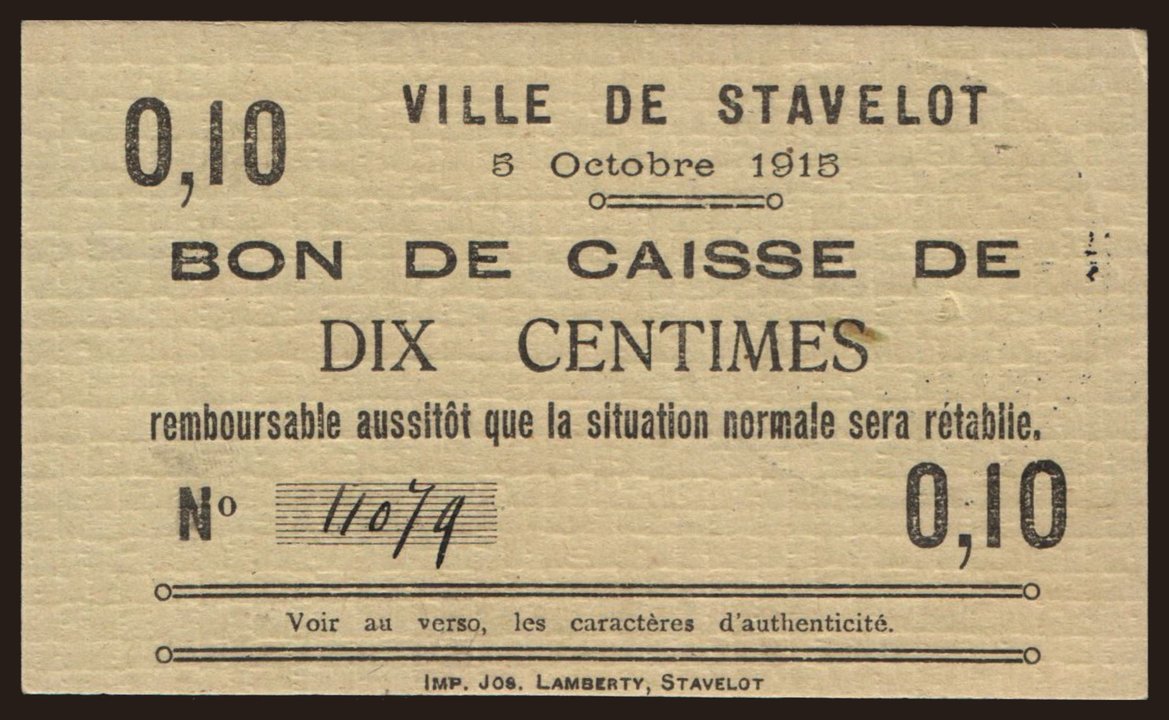 0,10
VILLE DE STAVELOT
5 Octobre 1915
BON DE CAISSE DE
DIX CENTIMES
remboursable aussitôt que la situation normale sera rétablie.
No 11079
0,10
Voir au verso, les caractères d'authenticité.
IMP. JOS. LAMBERTY, STAVELOT